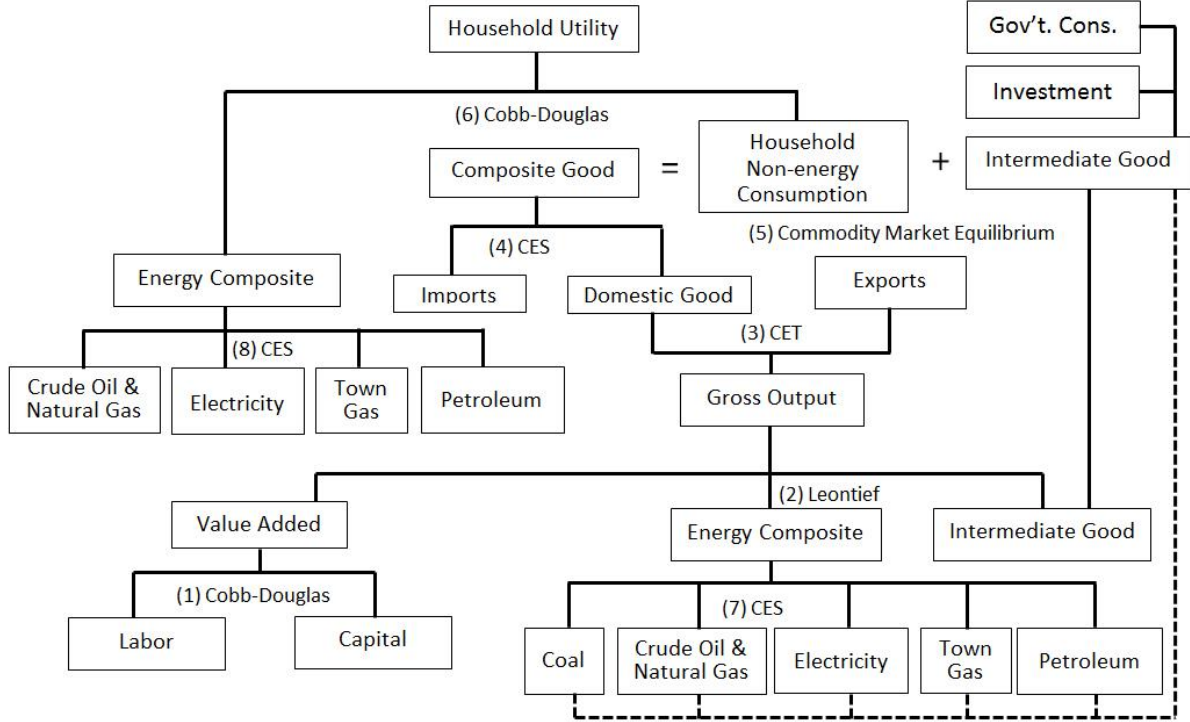 Household Utility
Gov't. Cons.
Investment
(6) Cobb-Douglas
Composite Good
=
Household
Non-energy
Consumption
+
Intermediate Good
(5) Commodity Market Equilibrium
(4) CES
Energy Composite
Imports
Domestic Good
Exports
(3) CET
(8) CES
Crude Oil &
Natural Gas
Electricity
Town
Gas
Petroleum
Gross Output
(2) Leontief
Value Added
Energy Composite
Intermediate Good
(1) Cobb-Douglas
Labor
Capital
(7) CES
Coal
Crude Oil &
Natural Gas
Electricity
Town
Gas
Petroleum